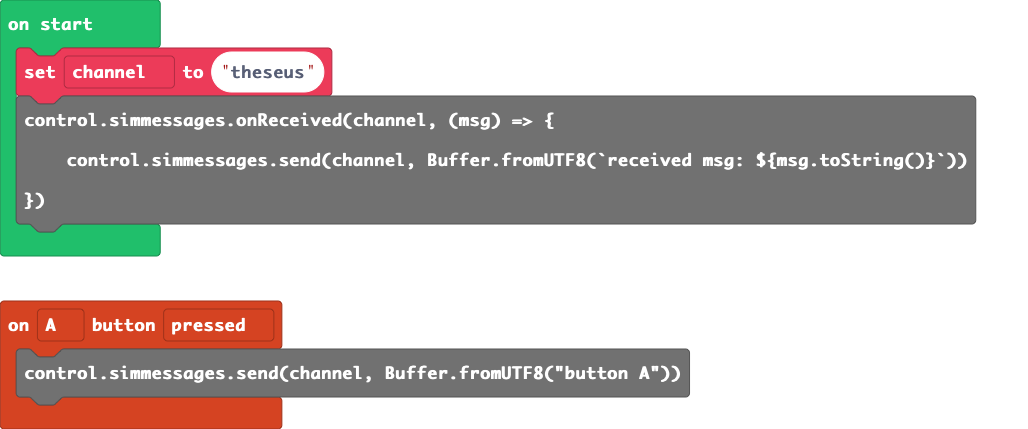 on start
set channel to "theseus"
control.simmessages.onReceived(channel, (msg) => {
control.simmessages.send(channel, Buffer.fromUTF8(`received msg: ${msg.toString()}`))
})
on A button pressed
control.simmessages.send(channel, Buffer.fromUTF8("button A"))